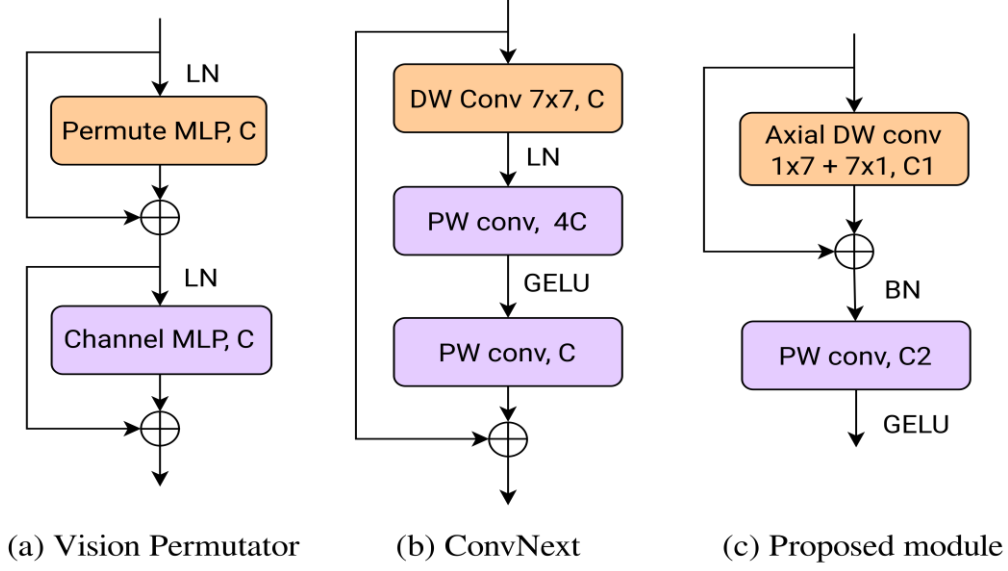 LN
Permute MLP, C
LN
Channel MLP, C
(a) Vision Permutator
DW Conv 7x7, C
LN
PW conv, 4C
GELU
PW conv, C
(b) ConvNext
Axial DW conv
1x7 + 7x1, C1
BN
PW conv, C2
GELU
(c) Proposed module